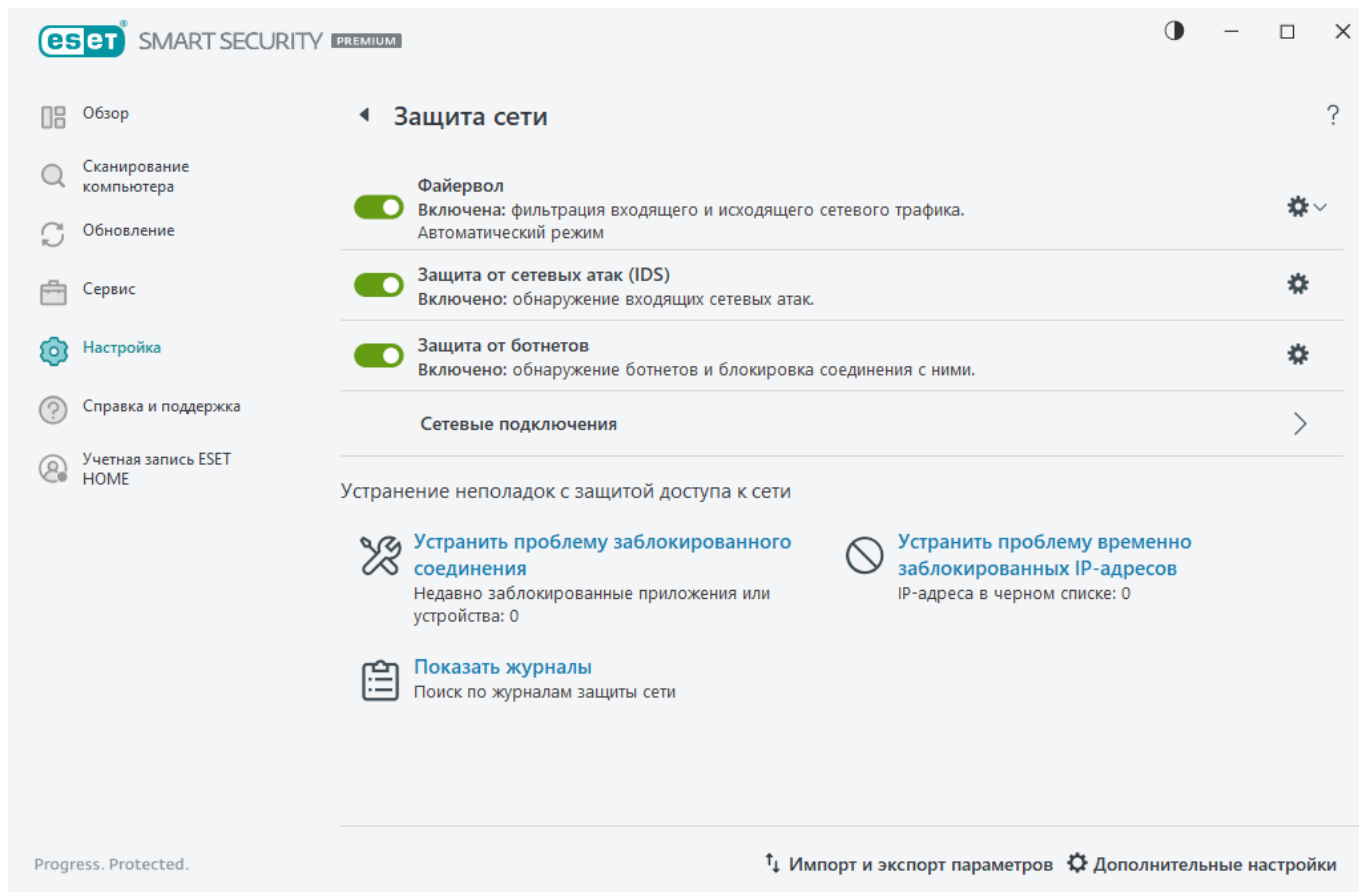 eset® SMART SECURITY PREMIUM
Обзор
Сканирование
компьютера
Обновление
Сервис
Настройка
Справка и поддержка
Учетная запись ESET
HOME
Защита сети
?
Файервол
Включена: фильтрация входящего и исходящего сетевого трафика.
Автоматический режим
Защита от сетевых атак (IDS)
Включено: обнаружение входящих сетевых атак.
Защита от ботнетов
Включено: обнаружение ботнетов и блокировка соединения с ними.
Сетевые подключения
Устранение неполадок с защитой доступа к сети
Устранить проблему заблокированного
соединения
Недавно заблокированные приложения или
устройства: 0
Устранить проблему временно
заблокированных IP-адресов
IP-адреса в черном списке: 0
Показать журналы
Поиск по журналам защиты сети
Progress. Protected.
Импорт и экспорт параметров Дополнительные настройки